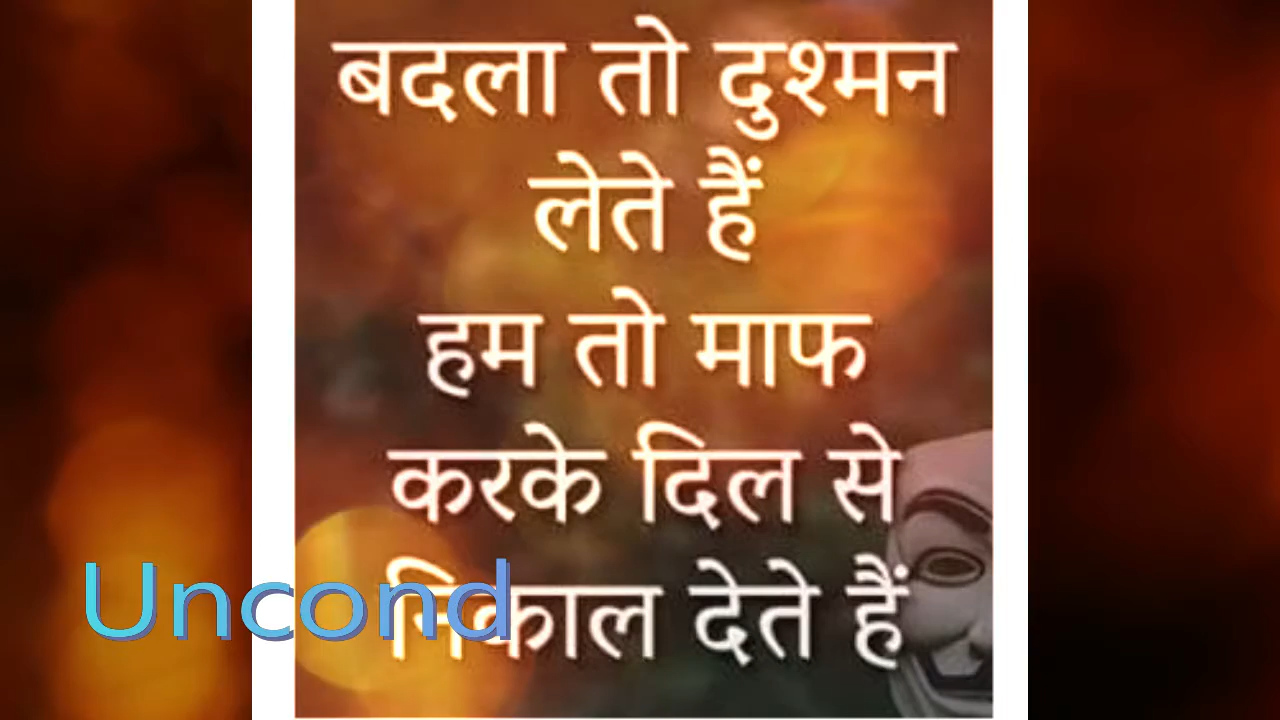 बदला तो दुश्मन
लेते हैं
हम तो माफ
करके दिल से
निकाल देते हैं
Uncond